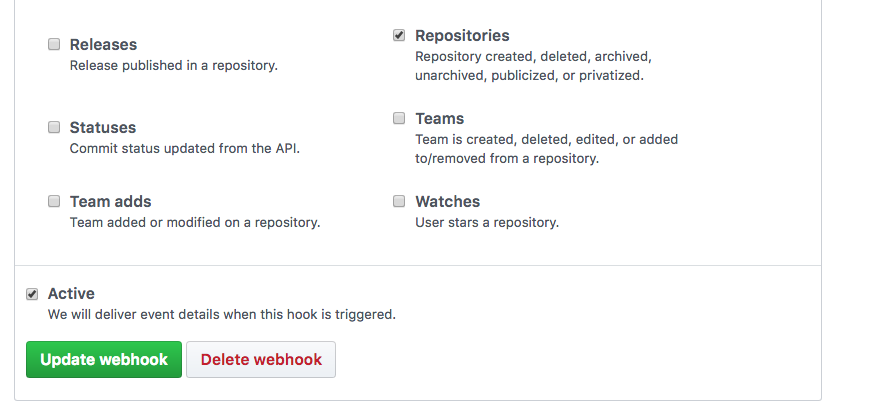 Releases
Release published in a repository.
Repositories
Repository created, deleted, archived,
unarchived, publicized, or privatized.
Statuses
Commit status updated from the API.
Teams
Team is created, deleted, edited, or added
to/removed from a repository.
Team adds
Team added or modified on a repository.
Watches
User stars a repository.
Active
We will deliver event details when this hook is triggered.
Update webhook
Delete webhook